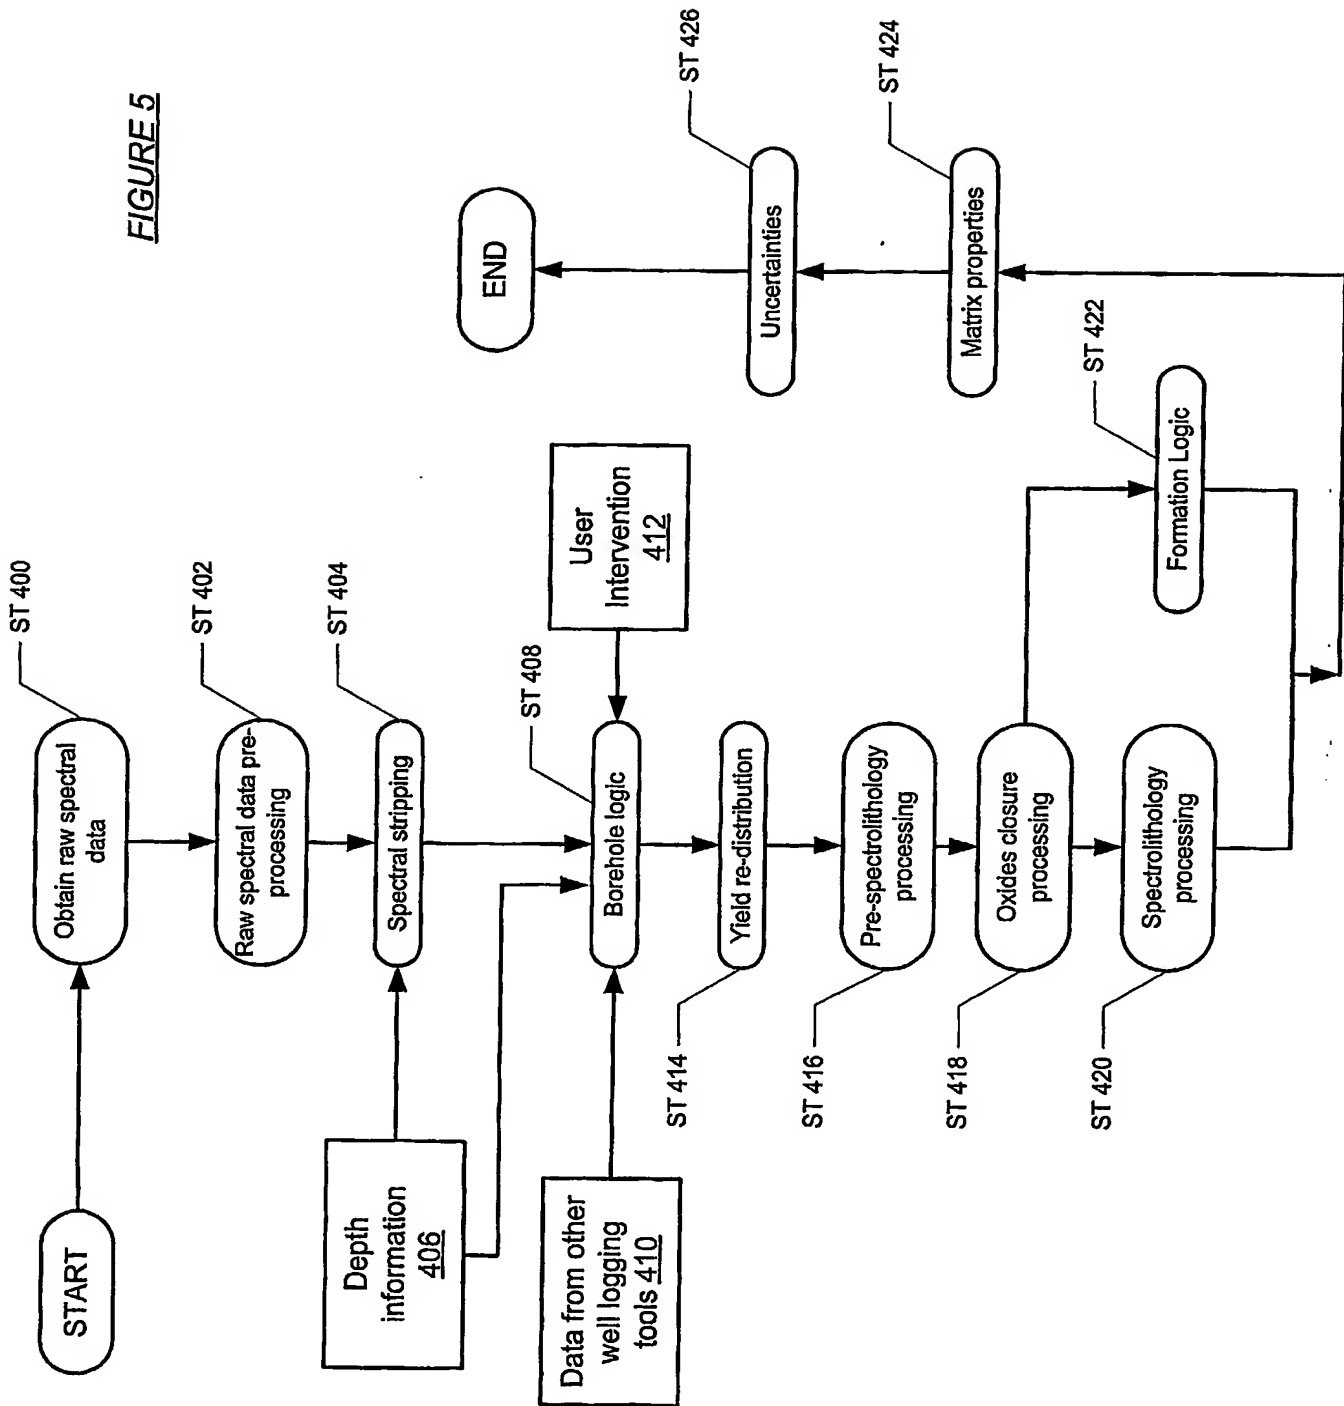 FIGURE 5
START
Obtain raw spectral
data
ST 400
Raw spectral data pre-
processing
ST 402
Depth
information
406
Spectral stripping
ST 404
Data from other
well logging
tools 410
Borehole logic
ST 408
User
Intervention
412
Yield re-distribution
ST 414
Pre-spectrolithology
processing
ST 416
Oxides closure
processing
ST 418
Spectrolithology
processing
ST 420
Formation Logic
ST 422
Matrix properties
ST 424
Uncertainties
ST 426
END